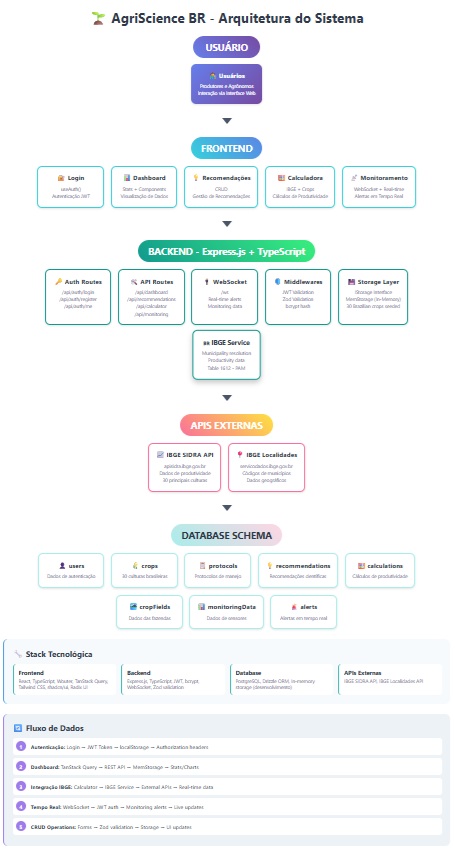 AgriScience BR - Arquitetura do Sistema
USUÁRIO
Usuários
Produtores e Agrônomos
Interação via Interface Web
FRONTEND
Login
useAuth()
Autenticação JWT
Dashboard
Stats + Components
Visualização de Dados
Recomendações
CRUD
Gestão de Recomendações
Calculadora
IBGE + Crops
Cálculos de Produtividade
Monitoramento
WebSocket + Real-time
Alertas em Tempo Real
BACKEND - Express.js + TypeScript
Auth Routes
/api/auth/login
/api/auth/register
/api/auth/me
API Routes
/api/dashboard
/api/recommendations
/api/calculator
/api/monitoring
WebSocket
/ws
Real-time alerts
Monitoring data
Middlewares
JWT Validation
Zod Validation
bcrypt hash
Storage Layer
Storage Interface
MemStorage (In-Memory)
30 Brazilian crops seeded
BR IBGE Service
Municipality resolution
Productivity data
Table 1612 - PAM
APIS EXTERNAS
IBGE SIDRA API
apisidra.ibge.gov.br
Dados de produtividade
30 principais culturas
IBGE Localidades
servicodados.ibge.gov.br
Códigos de municípios
Dados geográficos
DATABASE SCHEMA
users
Dados de autenticação
crops
30 culturas brasileiras
protocols
Protocolos de manejo
recommendations
Recomendações científicas
calculations
Cálculos de produtividade
cropFields
Dados das fazendas
monitoringData
Dados de sensores
alerts
Alertas em tempo real
Stack Tecnológica
Frontend
React, TypeScript, Wouter, TanStack Query,
Tailwind CSS, shadcn/ui, Radix UI
Backend
Express.js, TypeScript, JWT, bcrypt,
WebSocket, Zod validation
Database
PostgreSQL, Drizzle ORM, In-memory
storage (desenvolvimento)
APIs Externas
IBGE SIDRA API, IBGE Localidades API
Fluxo de Dados
1 Autenticação: Login → JWT Token → localStorage → Authorization headers
2 Dashboard: TanStack Query → REST API → MemStorage → Stats/Charts
3 Integração IBGE: Calculator → IBGE Service → External APIs → Real-time data
4 Tempo Real: WebSocket → JWT auth → Monitoring alerts → Live updates
5 CRUD Operations: Forms → Zod validation → Storage → UI updates